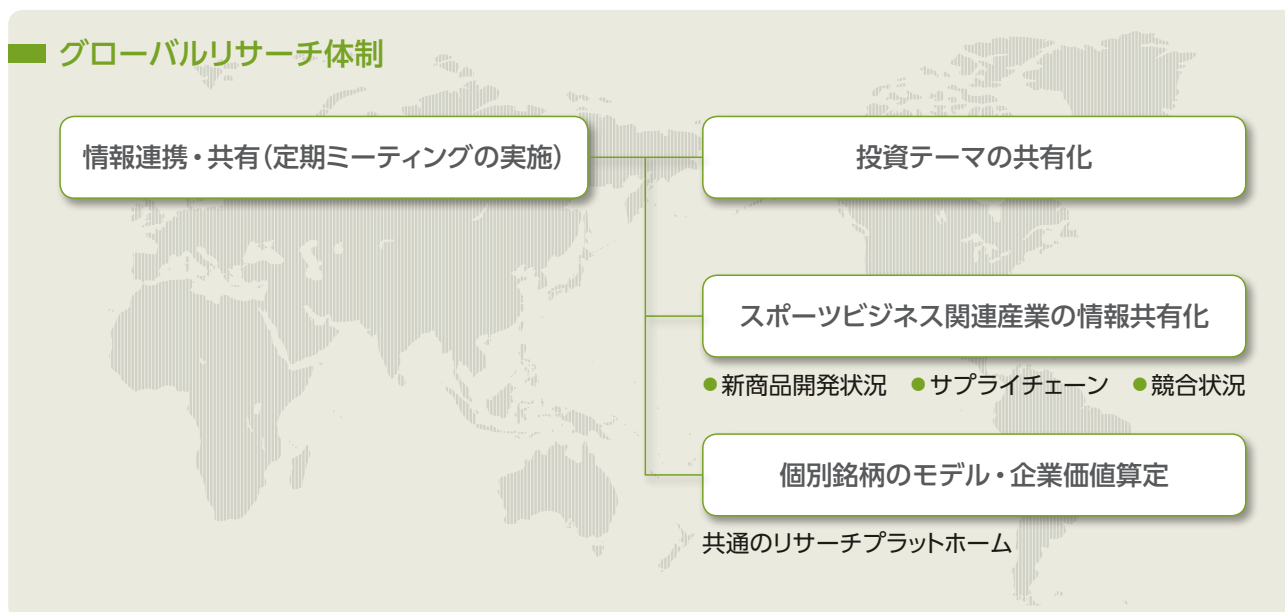 グローバルリサーチ体制
情報連携・共有(定期ミーティングの実施)
投資テーマの共有化
スポーツビジネス関連産業の情報共有化
●新商品開発状況 ●サプライチェーン ●競合状況
個別銘柄のモデル・企業価値算定
共通のリサーチプラットホーム